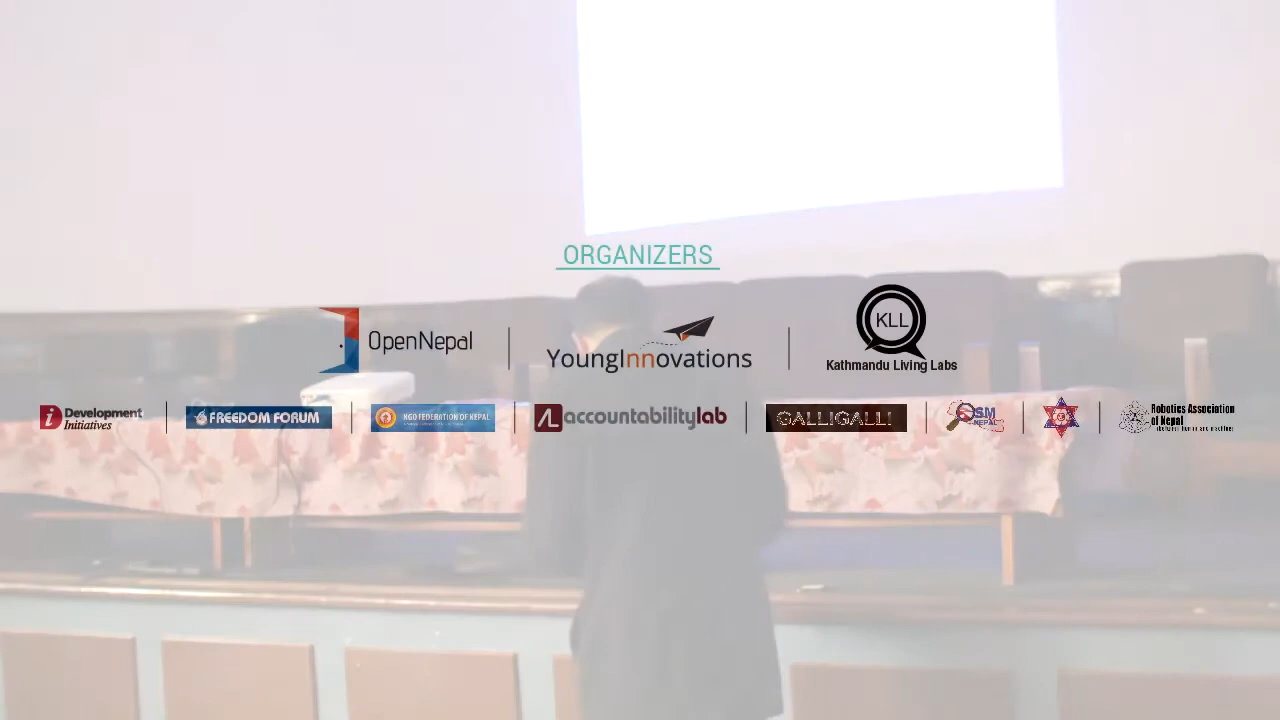 ORGANIZERS
OpenNepal
YoungInnovations
KLL
Kathmandu Living Labs
Development
Initiatives
FREEDOM FORUM
NGO FEDERATION OF NEPAL
accountabilitylab
GALLIGALLI
OSM
NEPAL
Robotics Association
of Nepal